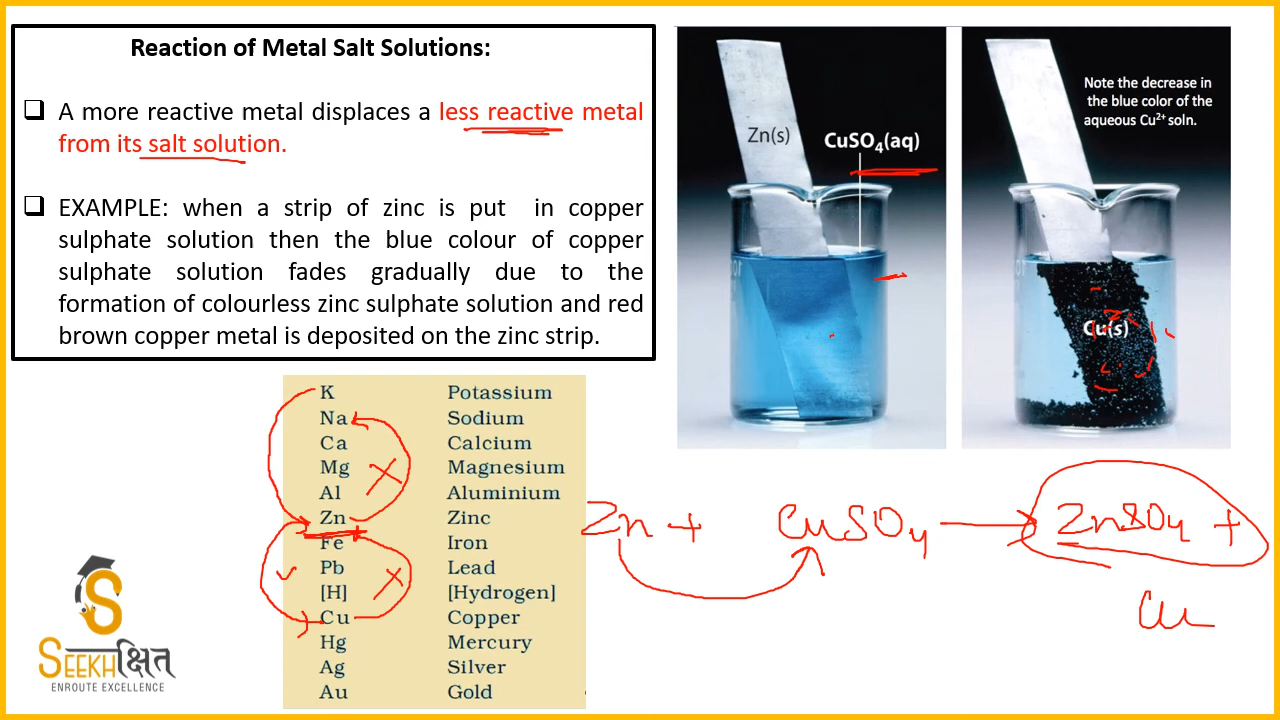 Reaction of Metal Salt Solutions:
A more reactive metal displaces a less reactive metal
from its salt solution.
EXAMPLE: when a strip of zinc is put in copper
sulphate solution then the blue colour of copper
sulphate solution fades gradually due to the
formation of colourless zinc sulphate solution and red
brown copper metal is deposited on the zinc strip.
Zn(s)
CuSO₄(aq)
Note the decrease in
the blue color of the
aqueous Cu²⁺ soln.
Cu(s)
K Potassium
Na Sodium
Ca Calcium
Mg Magnesium
Al Aluminium
Zn Zinc
Fe Iron
Pb Lead
[H] [Hydrogen]
Cu Copper
Hg Mercury
Ag Silver
Au Gold
Zn + CuSO₄ → ZnSO₄ +
Cu
SEEKHक्षित
ENROUTE EXCELLENCE